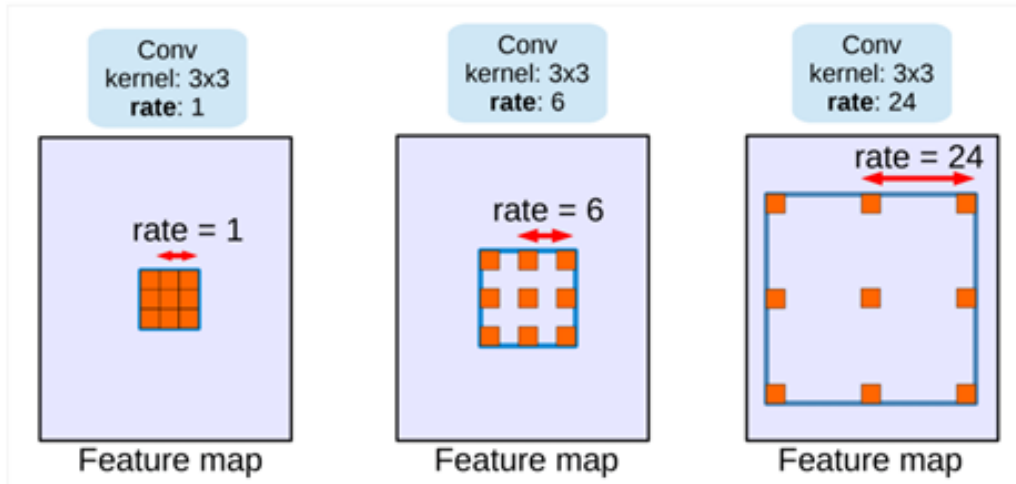 Conv
kernel: 3x3
rate: 1
Conv
kernel: 3x3
rate: 6
Conv
kernel: 3x3
rate: 24
rate = 1
rate = 6
rate = 24
Feature map
Feature map
Feature map